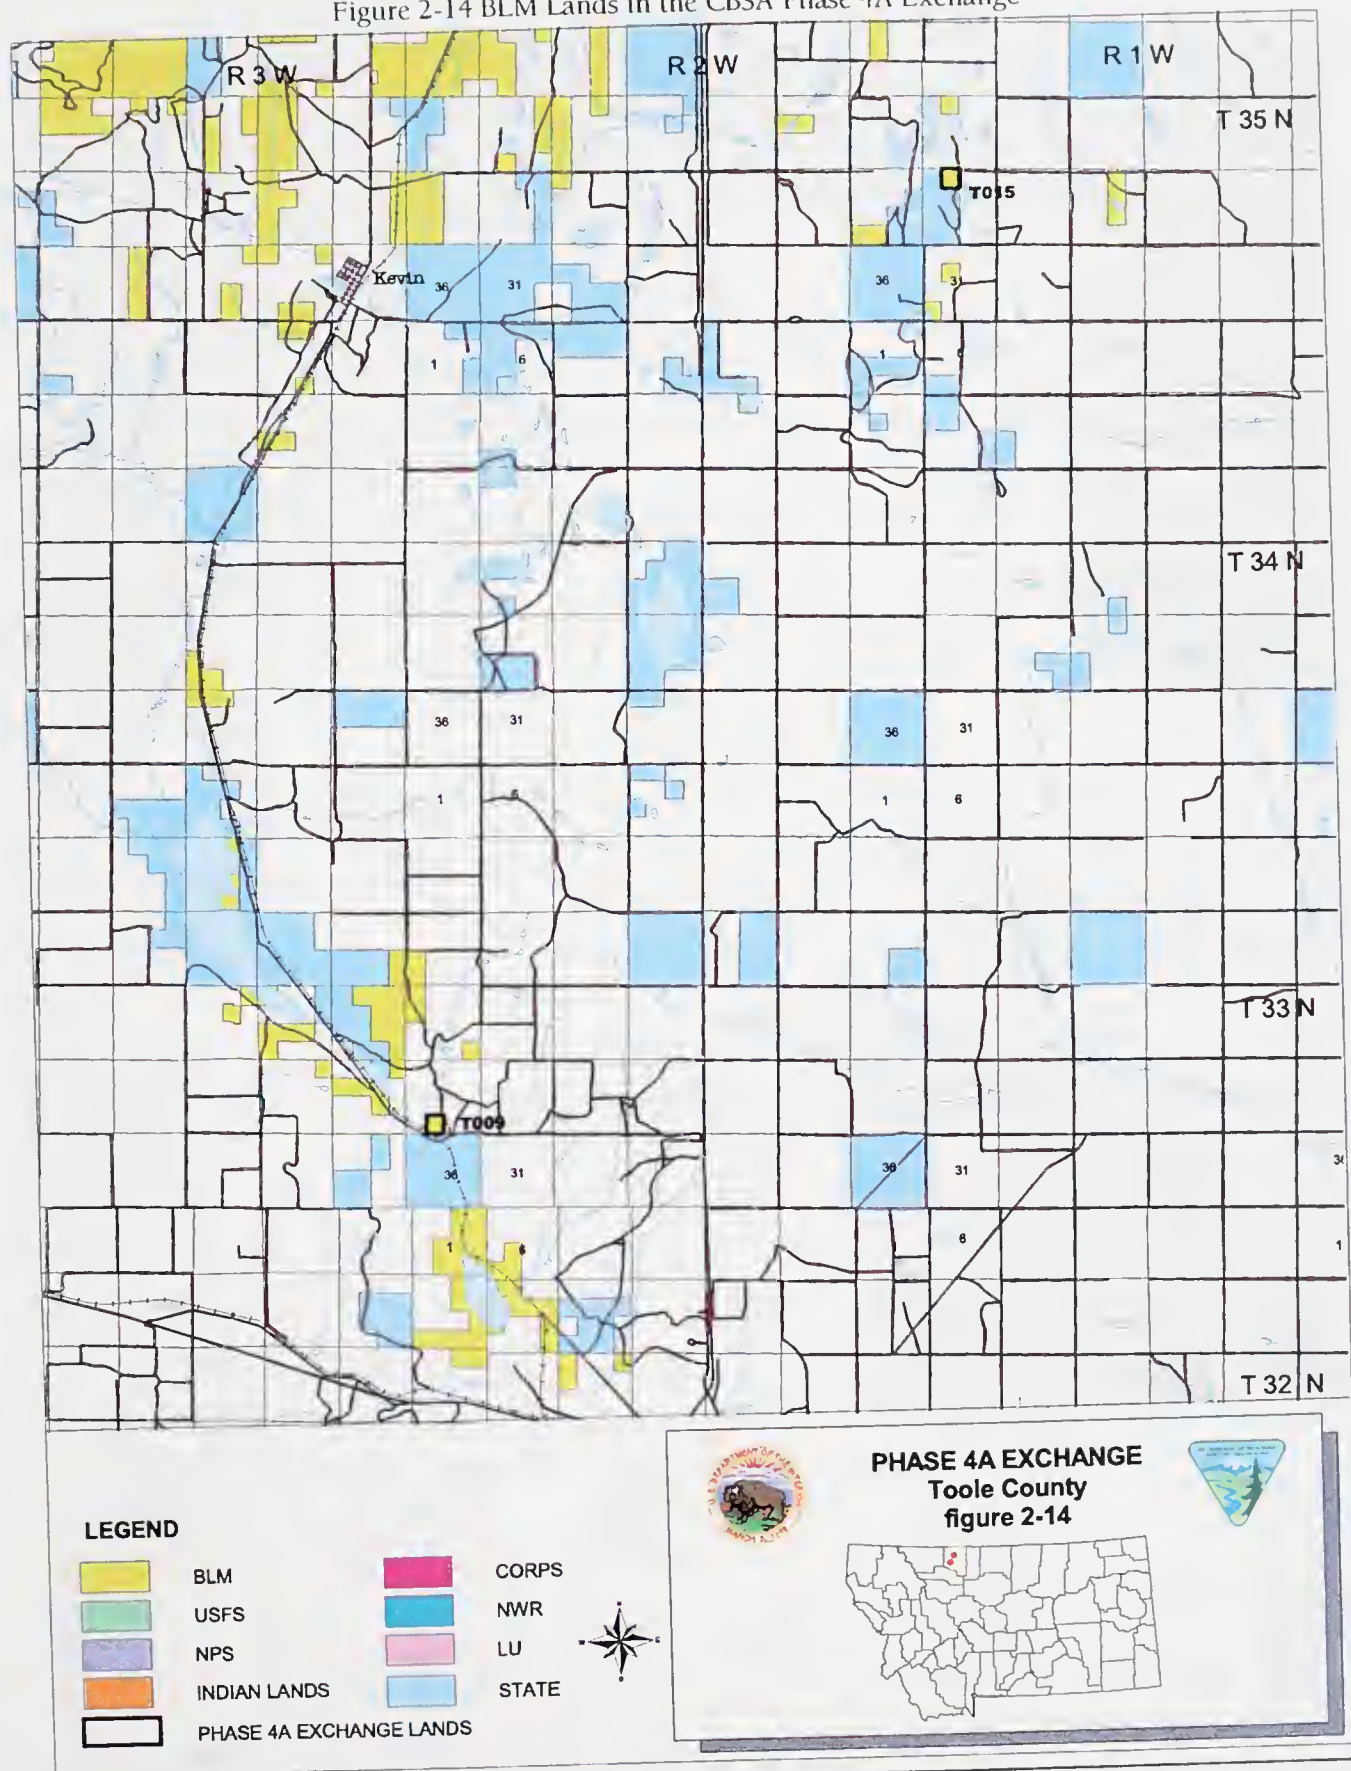 Figure 2-14 BLM Lands in the CBSA Phase 4A Exchange
R 3 W
R 2 W
R 1 W
T 35 N
T015
Kevin
36
31
36
31
1
6
1
T 34 N
36
31
36
31
1
6
1
6
T 33 N
T009
36
31
36
31
1
6
6
1
T 32 N
PHASE 4A EXCHANGE
Toole County
figure 2-14
LEGEND
BLM
USFS
NPS
INDIAN LANDS
PHASE 4A EXCHANGE LANDS
CORPS
NWR
LU
STATE